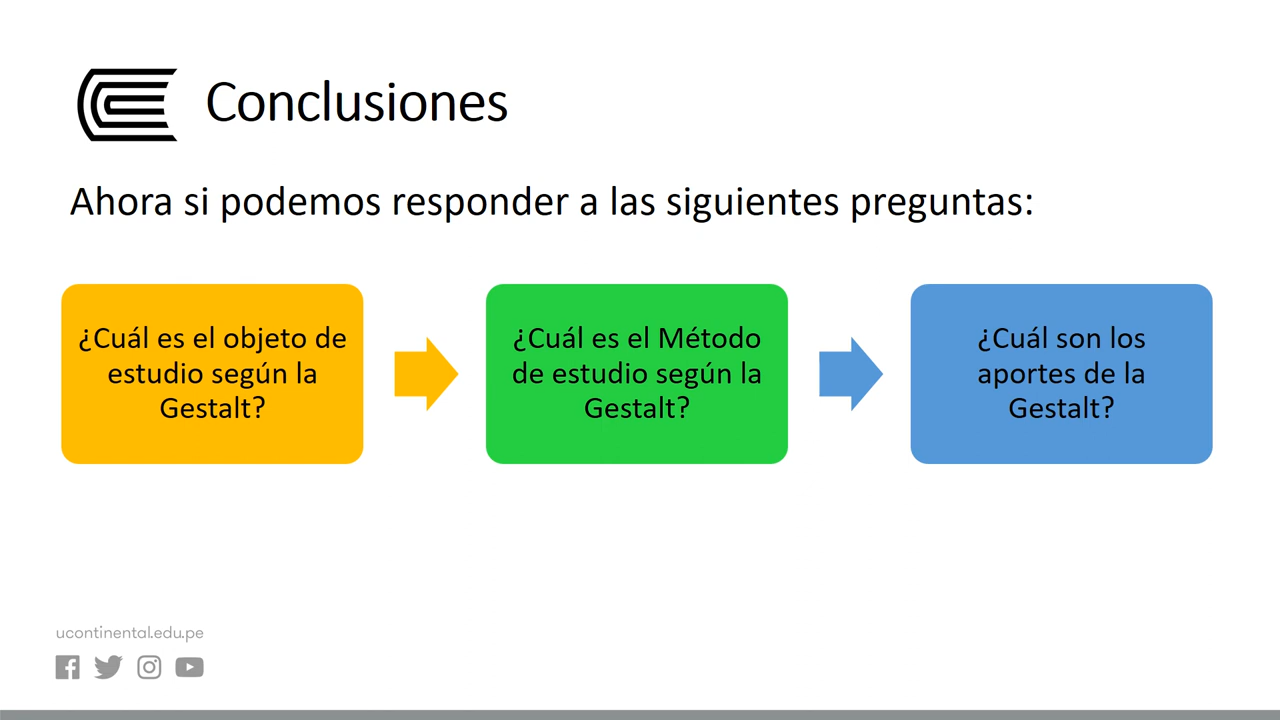 Conclusiones
Ahora si podemos responder a las siguientes preguntas:
¿Cuál es el objeto de
estudio según la
Gestalt?
¿Cuál es el Método
de estudio según la
Gestalt?
¿Cuál son los
aportes de la
Gestalt?
ucontinental.edu.pe